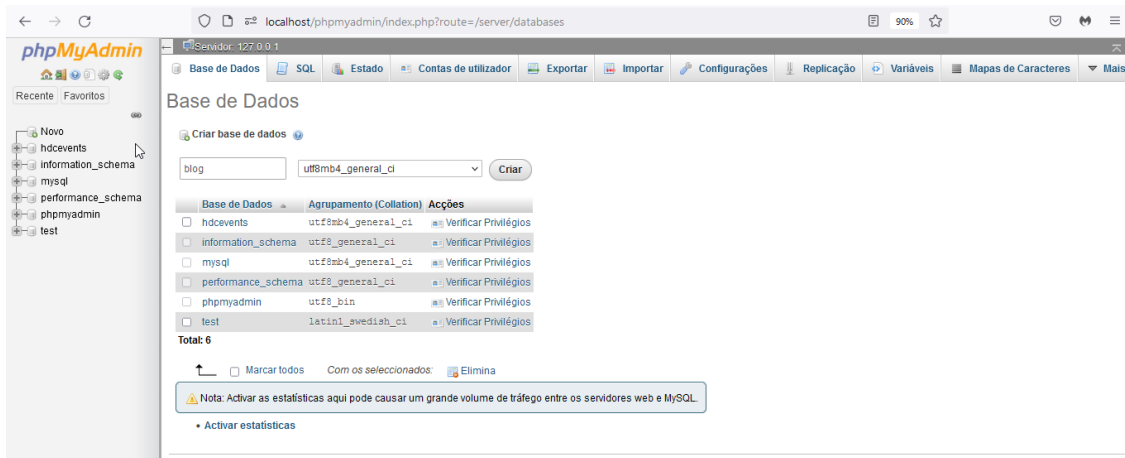 localhost/phpmyadmin/index.php?route=/server/databases 90%
phpMyAdmin
Recente Favoritos
Novo
hdcevents
information_schema
mysql
performance_schema
phpmyadmin
test
Servidor: 127.0.0.1
Base de Dados SQL Estado Contas de utilizador Exportar Importar Configurações Replicação Variáveis Mapas de Caracteres Mais
Base de Dados
Criar base de dados
blog utf8mb4_general_ci Criar
Base de Dados Agrupamento (Collation) Acções
hdcevents utf8mb4_general_ci Verificar Privilégios
information_schema utf8_general_ci Verificar Privilégios
mysql utf8mb4_general_ci Verificar Privilégios
performance_schema utf8_general_ci Verificar Privilégios
phpmyadmin utf8_bin Verificar Privilégios
test latin1_swedish_ci Verificar Privilégios
Total: 6
Marcar todos Com os seleccionados: Elimina
Nota: Activar as estatísticas aqui pode causar um grande volume de tráfego entre os servidores web e MySQL.
• Activar estatísticas